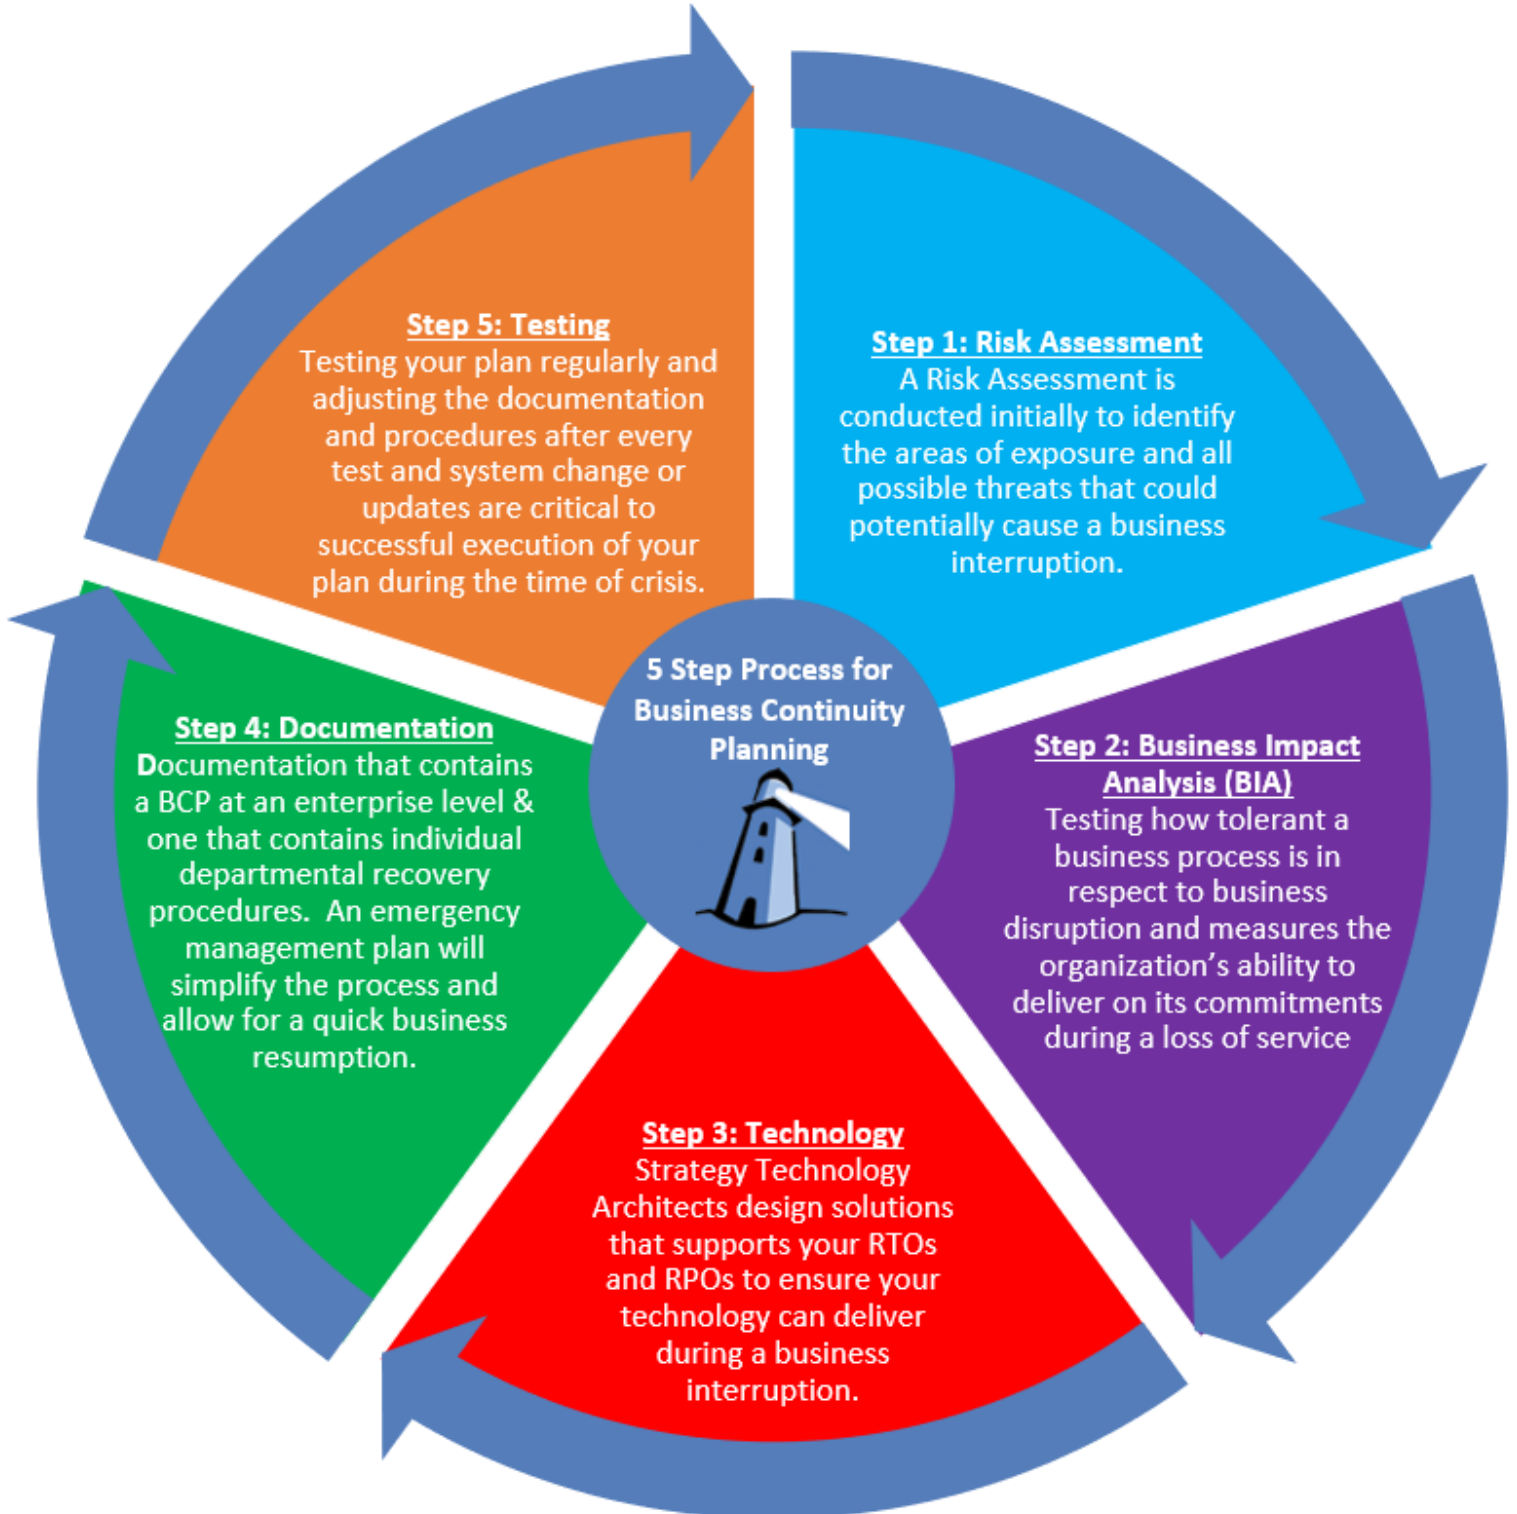 5 Step Process for
Business Continuity
Planning
Step 1: Risk Assessment
A Risk Assessment is
conducted initially to identify
the areas of exposure and all
possible threats that could
potentially cause a business
interruption.
Step 2: Business Impact
Analysis (BIA)
Testing how tolerant a
business process is in
respect to business
disruption and measures the
organization's ability to
deliver on its commitments
during a loss of service
Step 3: Technology
Strategy Technology
Architects design solutions
that supports your RTOs
and RPOs to ensure your
technology can deliver
during a business
interruption.
Step 4: Documentation
Documentation that contains
a BCP at an enterprise level &
one that contains individual
departmental recovery
procedures.  An emergency
management plan will
simplify the process and
allow for a quick business
resumption.
Step 5: Testing
Testing your plan regularly and
adjusting the documentation
and procedures after every
test and system change or
updates are critical to
successful execution of your
plan during the time of crisis.